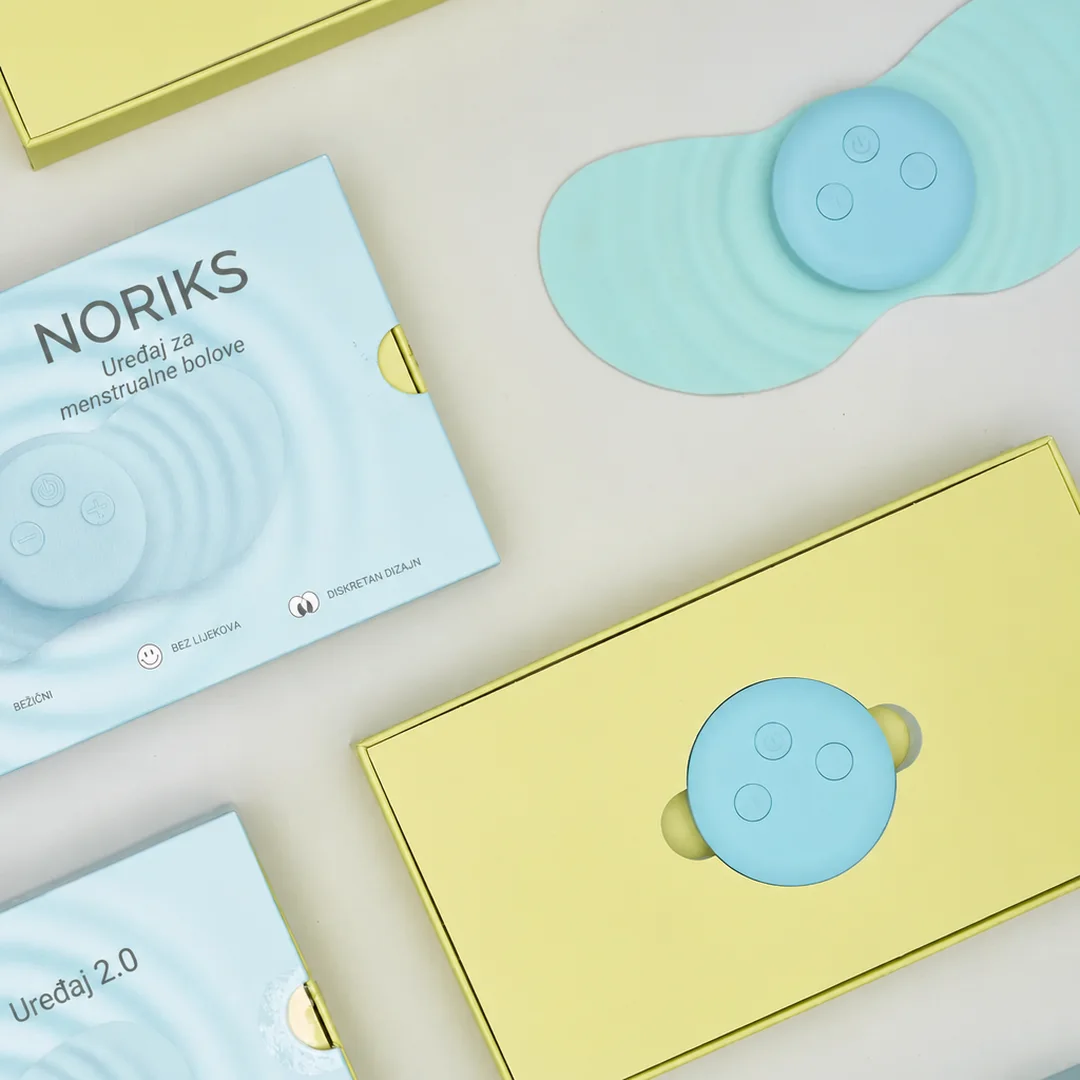 NORIKS
Uređaj za
menstrualne bolove
DISKRETAN DIZAJN
BEZ LIJEKOVA
BEŽIČNI
Uređaj 2.0